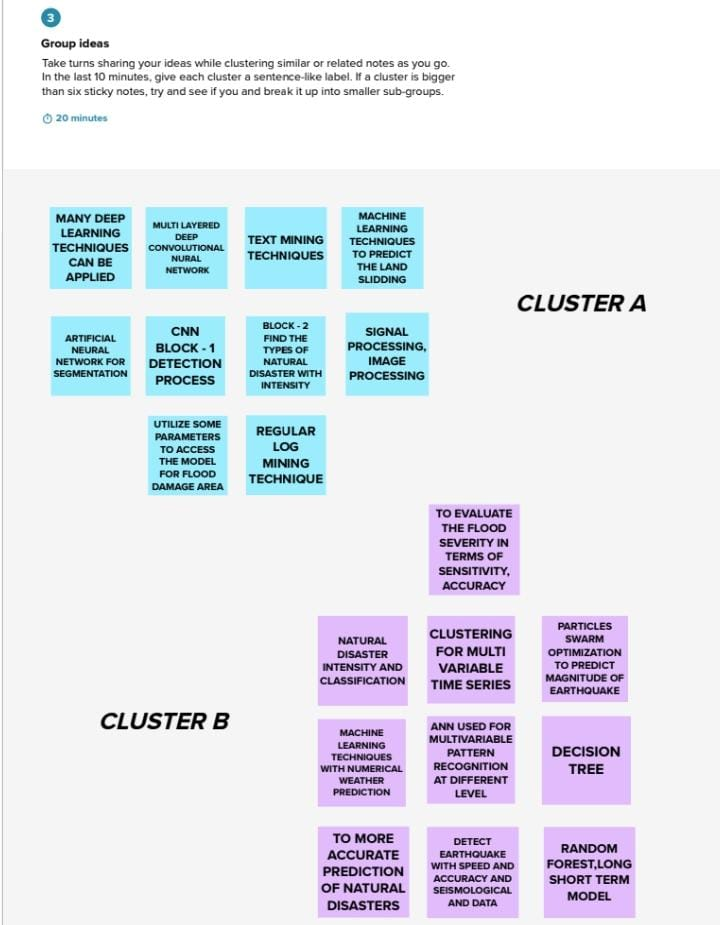 3
Group ideas
Take turns sharing your ideas while clustering similar or related notes as you go.
In the last 10 minutes, give each cluster a sentence-like label. If a cluster is bigger
than six sticky notes, try and see if you and break it up into smaller sub-groups.
20 minutes
MANY DEEP
LEARNING
TECHNIQUES
CAN BE
APPLIED
MULTI LAYERED
DEEP
CONVOLUTIONAL
NURAL
NETWORK
TEXT MINING
TECHNIQUES
MACHINE
LEARNING
TECHNIQUES
TO PREDICT
THE LAND
SLIDDING
CLUSTER A
ARTIFICIAL
NEURAL
NETWORK FOR
SEGMENTATION
CNN
BLOCK - 1
DETECTION
PROCESS
BLOCK - 2
FIND THE
TYPES OF
NATURAL
DISASTER WITH
INTENSITY
SIGNAL
PROCESSING,
IMAGE
PROCESSING
UTILIZE SOME
PARAMETERS
TO ACCESS
THE MODEL
FOR FLOOD
DAMAGE AREA
REGULAR
LOG
MINING
TECHNIQUE
TO EVALUATE
THE FLOOD
SEVERITY IN
TERMS OF
SENSITIVITY,
ACCURACY
NATURAL
DISASTER
INTENSITY AND
CLASSIFICATION
CLUSTERING
FOR MULTI
VARIABLE
TIME SERIES
PARTICLES
SWARM
OPTIMIZATION
TO PREDICT
MAGNITUDE OF
EARTHQUAKE
CLUSTER B
MACHINE
LEARNING
TECHNIQUES
WITH NUMERICAL
WEATHER
PREDICTION
ANN USED FOR
MULTIVARIABLE
PATTERN
RECOGNITION
AT DIFFERENT
LEVEL
DECISION
TREE
TO MORE
ACCURATE
PREDICTION
OF NATURAL
DISASTERS
DETECT
EARTHQUAKE
WITH SPEED AND
ACCURACY AND
SEISMOLOGICAL
AND DATA
RANDOM
FOREST,LONG
SHORT TERM
MODEL